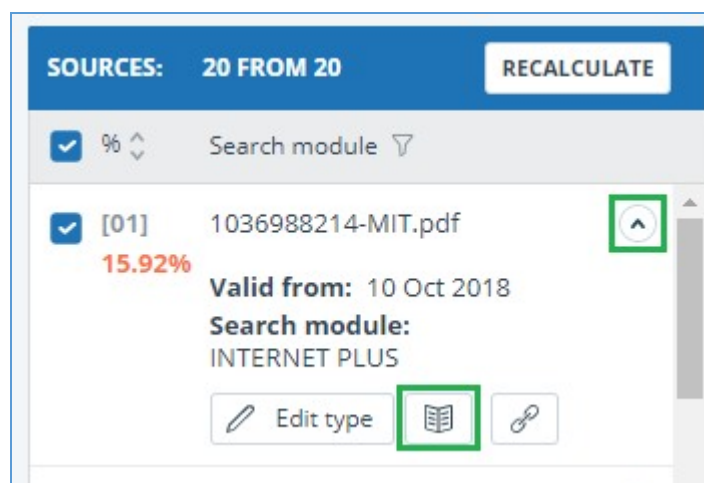 SOURCES: 20 FROM 20 RECALCULATE
% Search module
[01] 1036988214-MIT.pdf
15.92%
Valid from: 10 Oct 2018
Search module:
INTERNET PLUS
Edit type